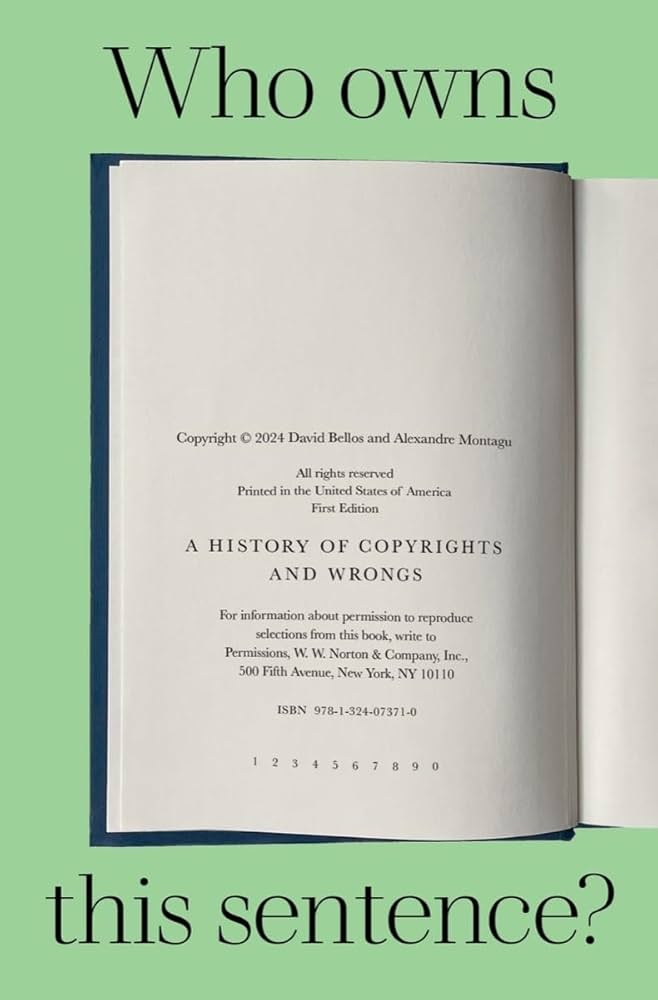 Who owns
Copyright © 2024 David Bellos and Alexandre Montagu
All rights reserved
Printed in the United States of America
First Edition
A HISTORY OF COPYRIGHTS
AND WRONGS
For information about permission to reproduce
selections from this book, write to
Permissions, W. W. Norton & Company, Inc.,
500 Fifth Avenue, New York, NY 10110
ISBN 978-1-324-07371-0
1 2 3 4 5 6 7 8 9 0
this sentence?